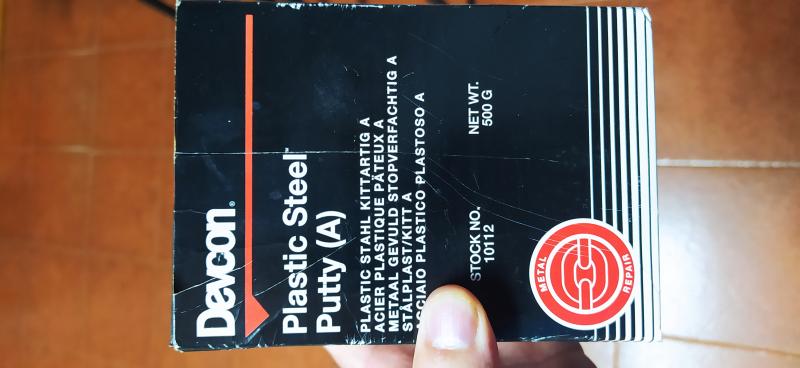 Devcon®
Plastic Steel™
Putty (A)
PLASTIC STAHL KITTARTIG A
ACIER PLASTIQUE PÂTEUX A
METAAL GEVULD STOPVERFACHTIG A
STÅLPLAST/KITT A
ACCIAIO PLASTICO PLASTOSO A
STOCK NO.
10112
NET WT.
500 G
METAL
REPAIR